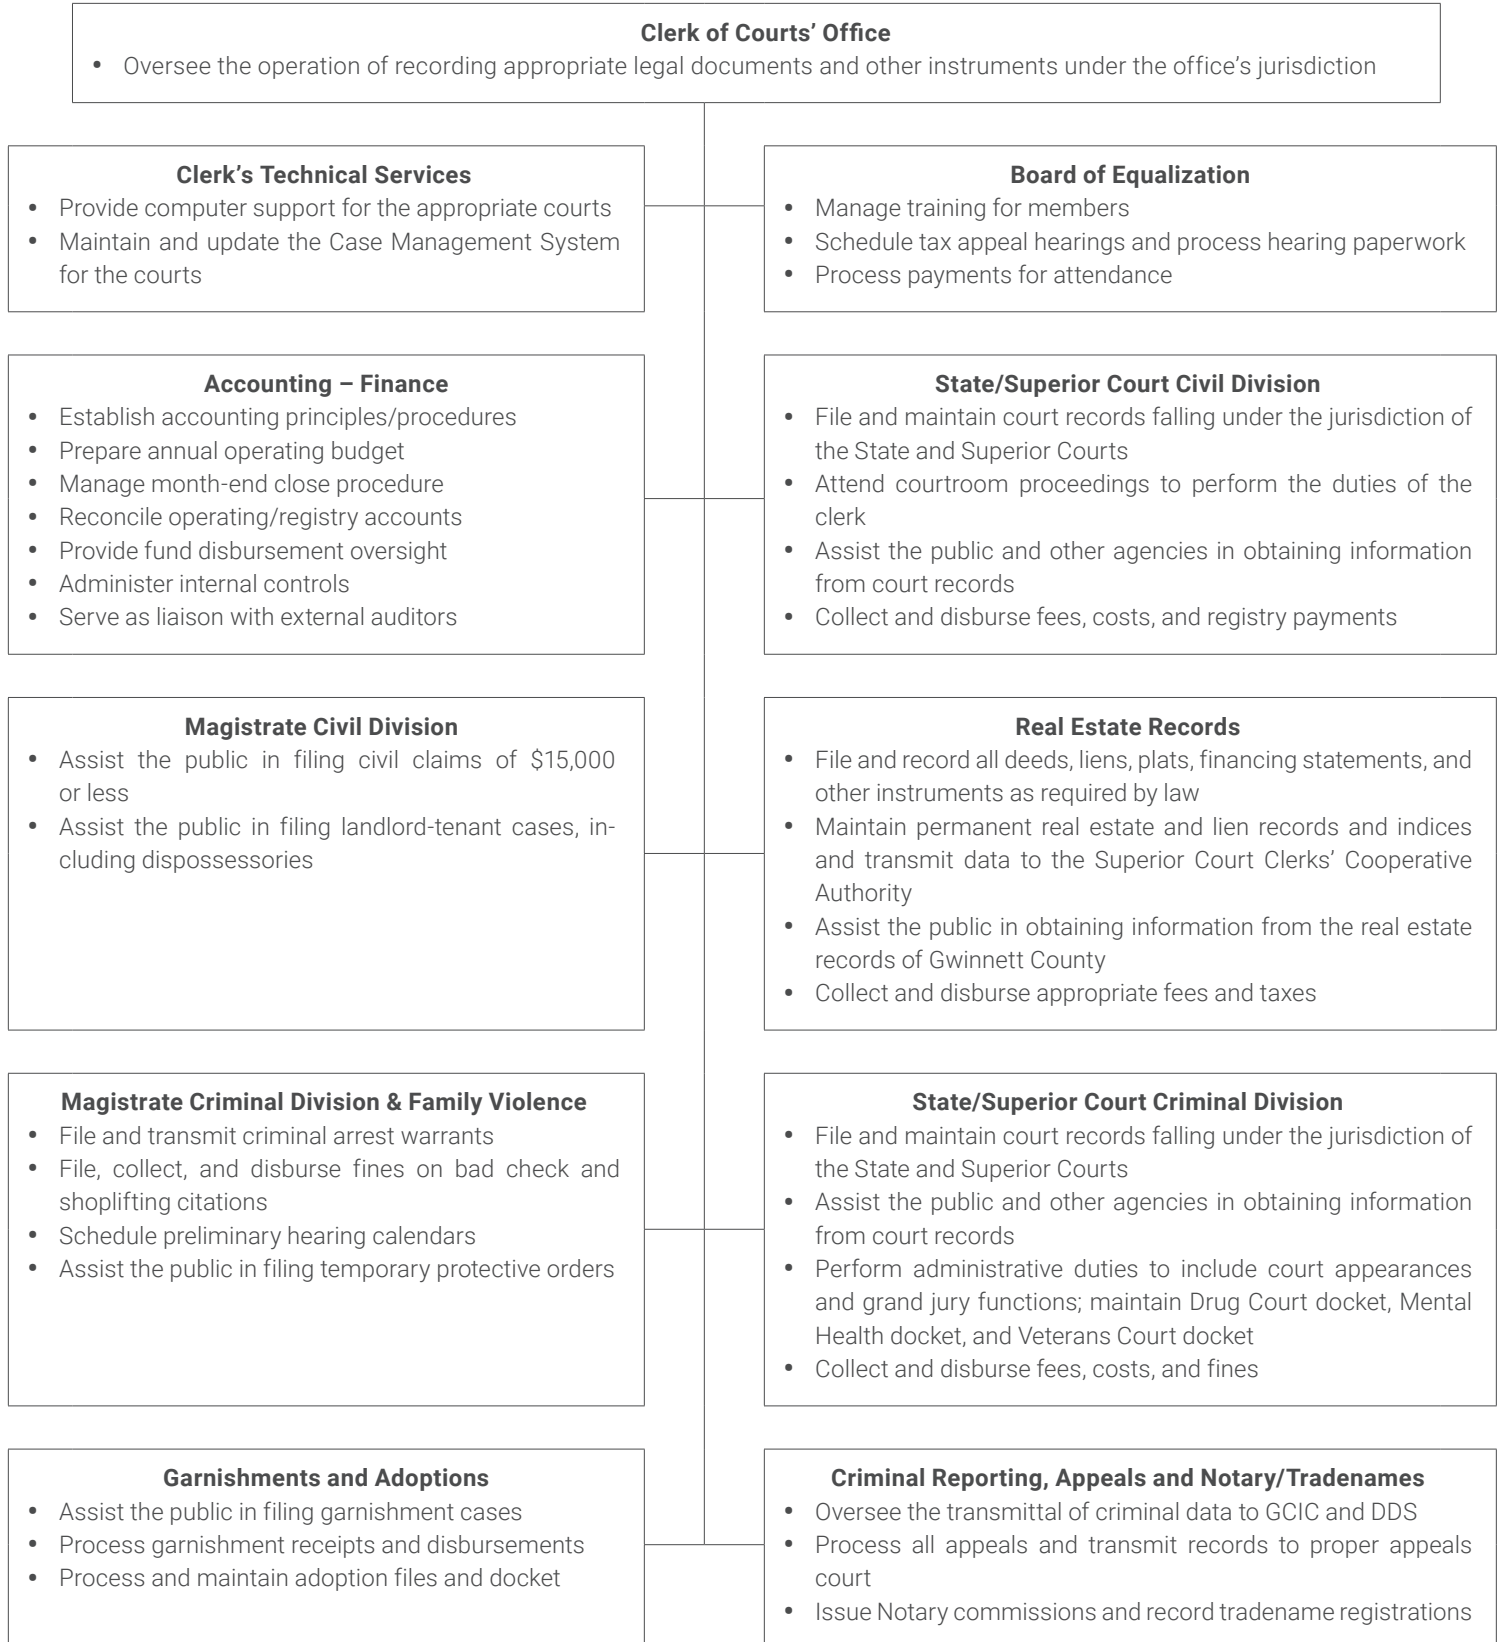 Clerk of Courts’ Office
• Oversee the operation of recording appropriate legal documents and other instruments under the office’s jurisdiction
Clerk’s Technical Services
• Provide computer support for the appropriate courts
• Maintain and update the Case Management System
for the courts
Board of Equalization
• Manage training for members
• Schedule tax appeal hearings and process hearing paperwork
• Process payments for attendance
Accounting – Finance
• Establish accounting principles/procedures
• Prepare annual operating budget
• Manage month-end close procedure
• Reconcile operating/registry accounts
• Provide fund disbursement oversight
• Administer internal controls
• Serve as liaison with external auditors
State/Superior Court Civil Division
• File and maintain court records falling under the jurisdiction of
the State and Superior Courts
• Attend courtroom proceedings to perform the duties of the
clerk
• Assist the public and other agencies in obtaining information
from court records
• Collect and disburse fees, costs, and registry payments
Magistrate Civil Division
• Assist the public in filing civil claims of $15,000
or less
• Assist the public in filing landlord-tenant cases, in-
cluding dispossessories
Real Estate Records
• File and record all deeds, liens, plats, financing statements, and
other instruments as required by law
• Maintain permanent real estate and lien records and indices
and transmit data to the Superior Court Clerks’ Cooperative
Authority
• Assist the public in obtaining information from the real estate
records of Gwinnett County
• Collect and disburse appropriate fees and taxes
Magistrate Criminal Division & Family Violence
• File and transmit criminal arrest warrants
• File, collect, and disburse fines on bad check and
shoplifting citations
• Schedule preliminary hearing calendars
• Assist the public in filing temporary protective orders
State/Superior Court Criminal Division
• File and maintain court records falling under the jurisdiction of
the State and Superior Courts
• Assist the public and other agencies in obtaining information
from court records
• Perform administrative duties to include court appearances
and grand jury functions; maintain Drug Court docket, Mental
Health docket, and Veterans Court docket
• Collect and disburse fees, costs, and fines
Garnishments and Adoptions
• Assist the public in filing garnishment cases
• Process garnishment receipts and disbursements
• Process and maintain adoption files and docket
Criminal Reporting, Appeals and Notary/Tradenames
• Oversee the transmittal of criminal data to GCIC and DDS
• Process all appeals and transmit records to proper appeals
court
• Issue Notary commissions and record tradename registrations